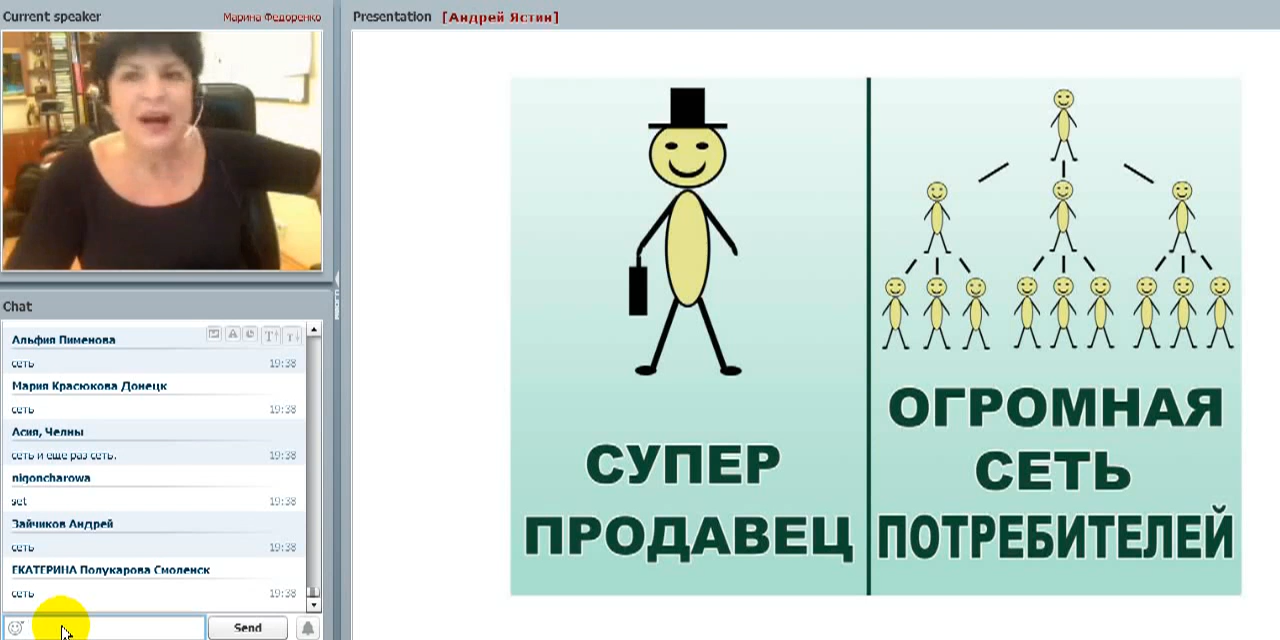 Current speaker
Марина Федоренко
Presentation [Андрей Ястин]
СУПЕР
ПРОДАВЕЦ
ОГРОМНАЯ
СЕТЬ
ПОТРЕБИТЕЛЕЙ
Chat
Альфия Пименова
сеть 19:38
Мария Красюкова Донецк
сеть 19:38
Асия, Челны
сеть и еще раз сеть. 19:38
nigoncharowa
set 19:38
Зайчиков Андрей
сеть 19:38
ЕКАТЕРИНА Полукарова Смоленск
сеть 19:38
Send